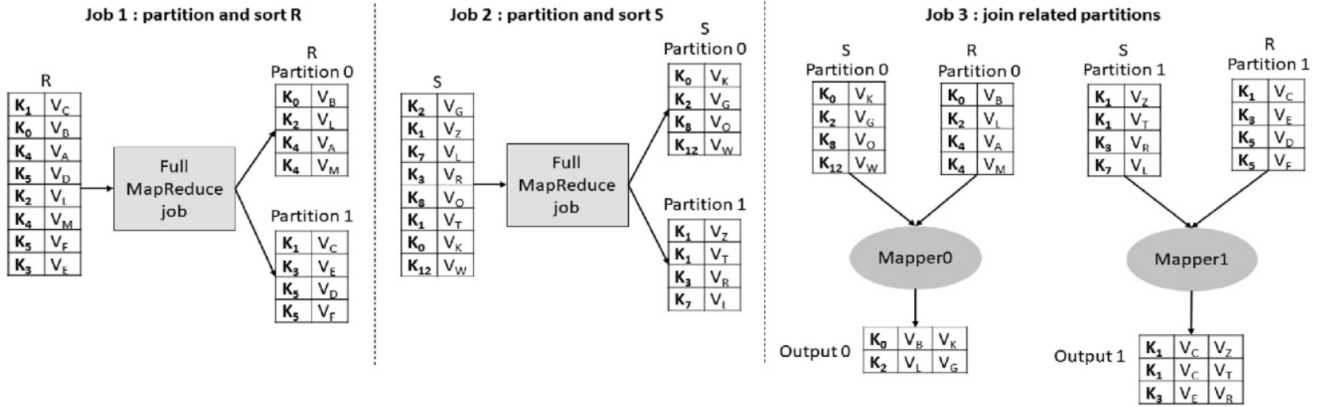 Job 1 : partition and sort R
R
K1 VC
K0 VB
K4 VA
K5 VD
K2 VL
K4 VM
K5 VF
K3 VE
Full
MapReduce
job
R
Partition 0
K0 VB
K2 VL
K4 VA
K4 VM
Partition 1
K1 VC
K3 VE
K5 VD
K5 VF
Job 2 : partition and sort S
S
K2 VG
K1 VZ
K7 VL
K3 VR
K8 VO
K1 VT
K0 VK
K12 VW
Full
MapReduce
job
S
Partition 0
K0 VK
K2 VG
K8 VO
K12 VW
Partition 1
K1 VZ
K1 VT
K3 VR
K7 VL
Job 3 : join related partitions
S
Partition 0
K0 VK
K2 VG
K8 VO
K12 VW
R
Partition 0
K0 VB
K2 VL
K4 VA
K4 VM
Mapper0
Output 0
K0 VB VK
K2 VL VG
S
Partition 1
K1 VZ
K1 VT
K3 VR
K7 VL
R
Partition 1
K1 VC
K3 VE
K5 VD
K5 VF
Mapper1
Output 1
K1 VC VZ
K1 VC VT
K3 VE VR